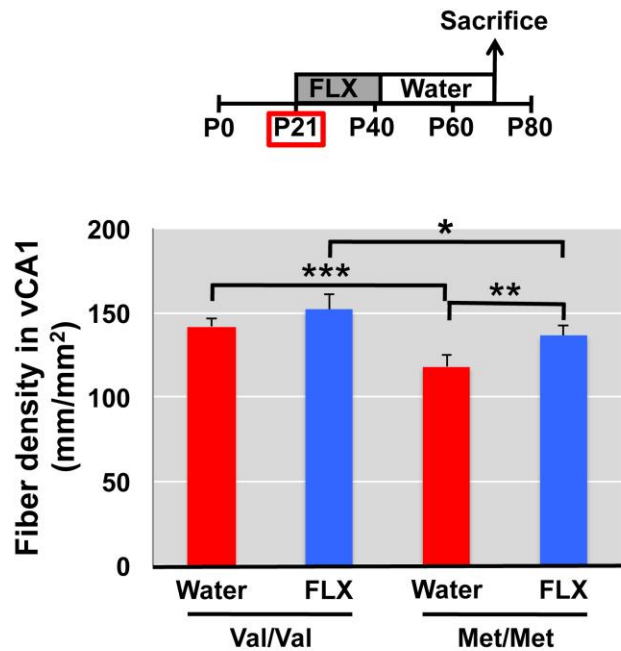 Sacrifice
FLX Water
P0 P21 P40 P60 P80
Fiber density in vCA1
(mm/mm²)
200
150
100
50
0
*
***
**
Water FLX Water FLX
Val/Val Met/Met